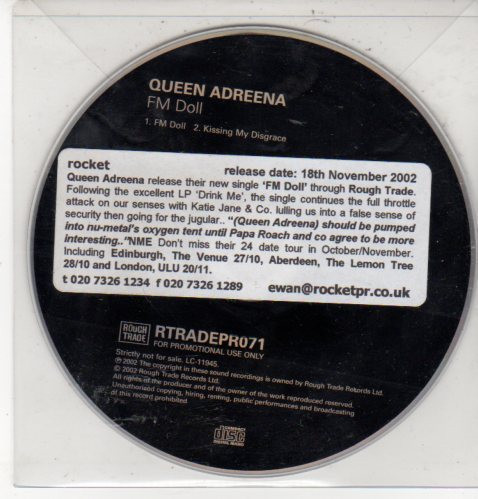 QUEEN ADREENA
FM Doll
1. FM Doll 2. Kissing My Disgrace
rocket release date: 18th November 2002
Queen Adreena release their new single 'FM Doll' through Rough Trade.
Following the excellent LP 'Drink Me', the single continues the full throttle
attack on our senses with Katie Jane & Co. lulling us into a false sense of
security then going for the jugular.. "(Queen Adreena) should be pumped
into nu-metal's oxygen tent until Papa Roach and co agree to be more
interesting.."NME Don't miss their 24 date tour in October/November.
Including Edinburgh, The Venue 27/10, Aberdeen, The Lemon Tree
28/10 and London, ULU 20/11.
t 020 7326 1234 f 020 7326 1289 ewan@rocketpr.co.uk
ROUGH
TRADE
RTRADEPR071
FOR PROMOTIONAL USE ONLY
Strictly not for sale. LC-11945.
℗ 2002 The copyright in these sound recordings is owned by Rough Trade Records Ltd.
© 2002 Rough Trade Records Ltd.
All rights of the producer and of the owner of the work reproduced reserved.
Unauthorised copying, hiring, renting, public performances and broadcasting
of this record prohibited.
COMPACT
disc
DIGITAL AUDIO